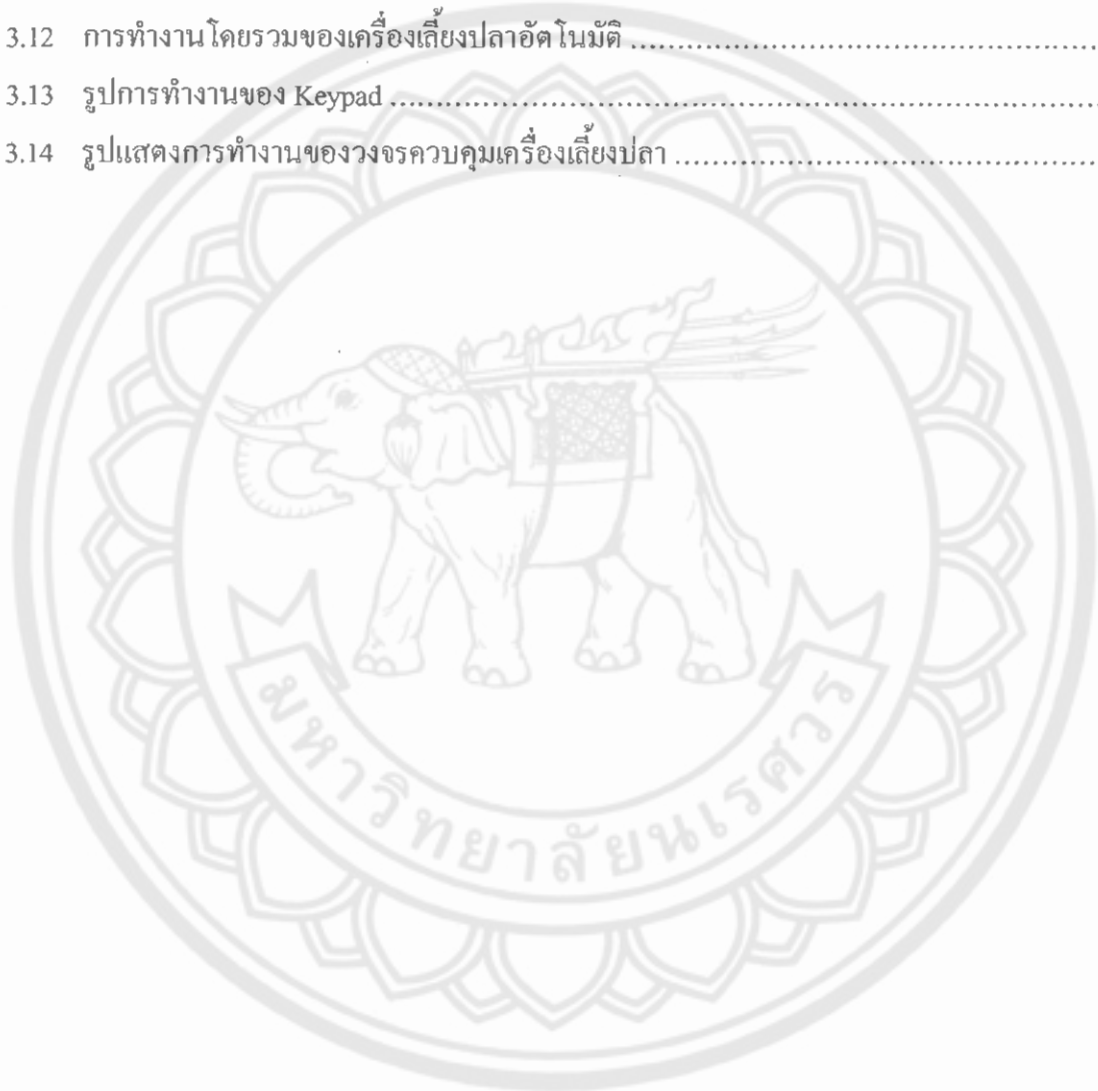 3.12 การทำงานโดยรวมของเครื่องเลี้ยงปลาอัตโนมัติ ................................................
3.13 รูปการทำงานของ Keypad ................................................................................
3.14 รูปแสดงการทำงานของวงจรควบคุมเครื่องเลี้ยงปลา ................................................
มหาวิทยาลัยนเรศวร